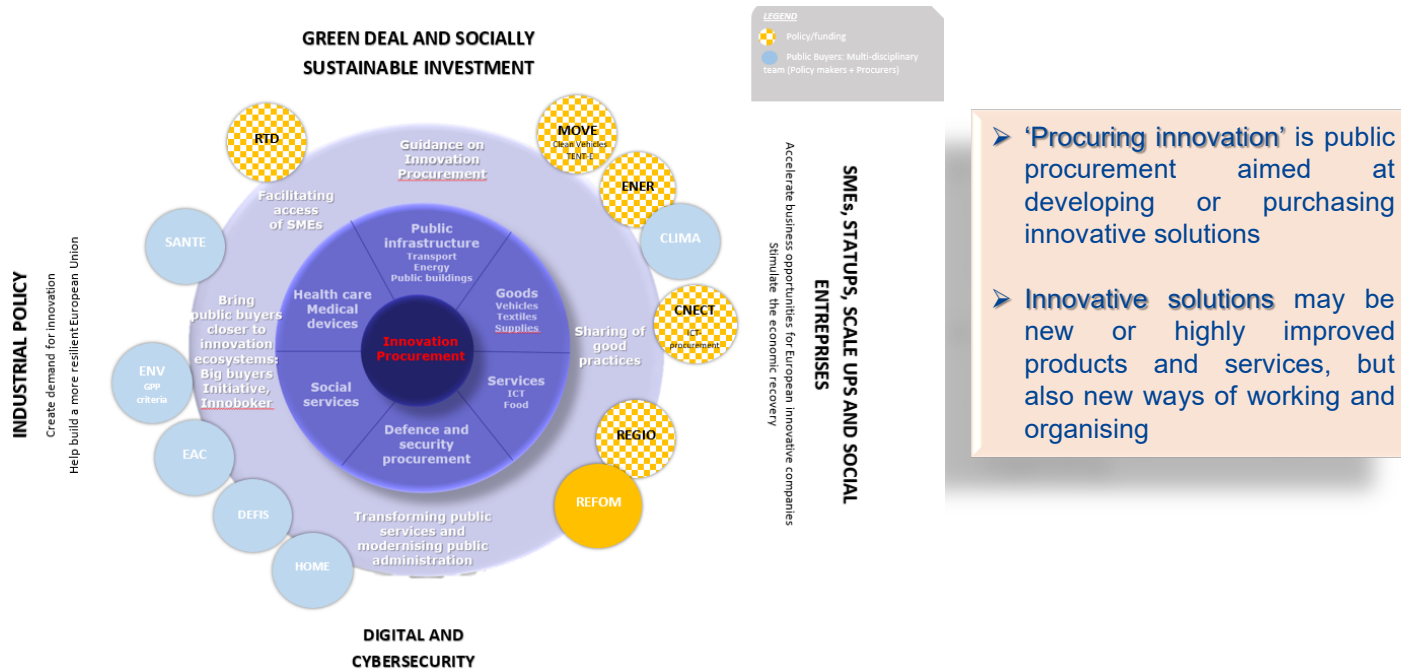 GREEN DEAL AND SOCIALLY
SUSTAINABLE INVESTMENT
LEGEND
Policy/funding
Public Buyers: Multi-disciplinary
team (Policy makers + Procurers)
RTD
MOVE
Clean Vehicles
TENT-E
ENER
CLIMA
CNECT
ICT-
procurement
REGIO
REFOM
HOME
DEFIS
EAC
ENV
GPP
criteria
SANTE
Guidance on
Innovation
Procurement
Facilitating
access
of SMEs
Bring
public buyers
closer to
innovation
ecosystems:
Big buyers
Initiative,
Innoboker
Sharing of
good
practices
Transforming public
services and
modernising public
administration
Public
infrastructure
Transport
Energy
Public buildings
Health care
Medical
devices
Goods
Vehicles
Textiles
Supplies
Innovation
Procurement
Social
services
Services
ICT
Food
Defence and
security
procurement
INDUSTRIAL POLICY
Create demand for innovation
Help build a more resilient European Union
SMEs, STATUPS, SCALE UPS AND SOCIAL
ENTREPRISES
Accelerate business opportunities for European innovative companies
Stimulate the economic recovery
DIGITAL AND
CYBERSECURITY
➢ ‘Procuring innovation’ is public
procurement aimed at
developing or purchasing
innovative solutions
➢ Innovative solutions may be
new or highly improved
products and services, but
also new ways of working and
organising